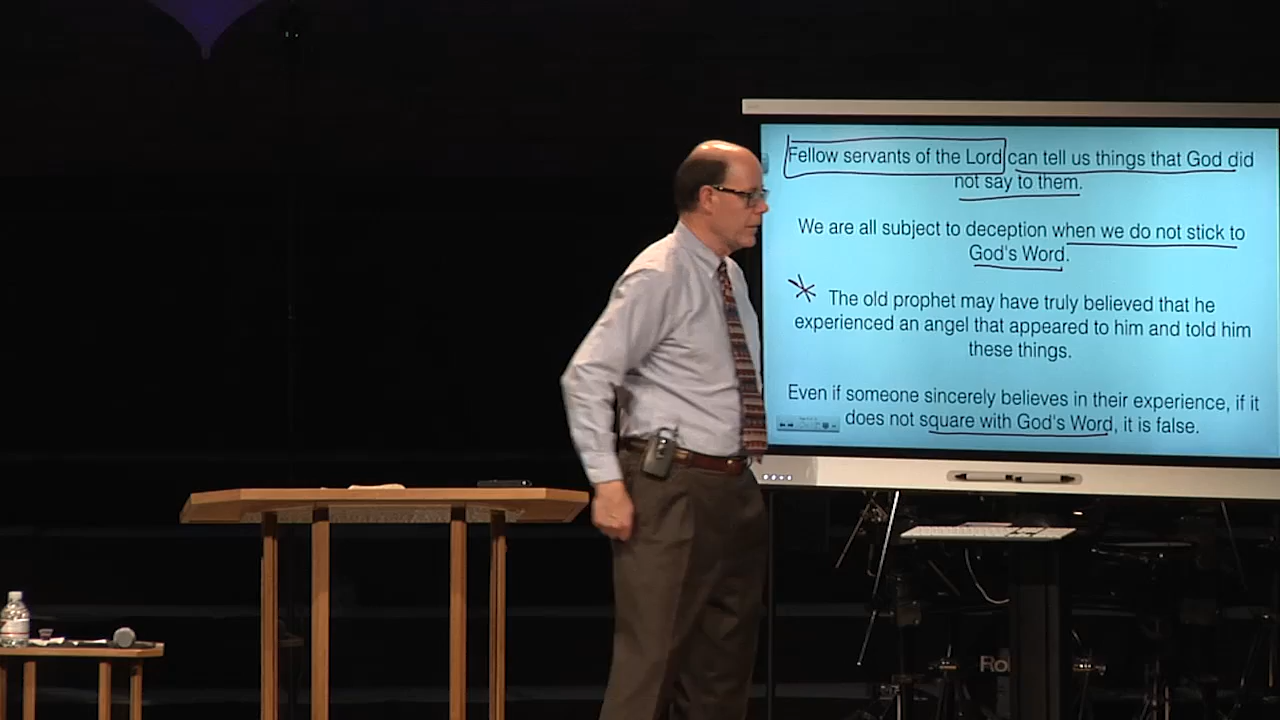 Fellow servants of the Lord can tell us things that God did
not say to them.
We are all subject to deception when we do not stick to
God's Word.
The old prophet may have truly believed that he
experienced an angel that appeared to him and told him
these things.
Even if someone sincerely believes in their experience, if it
does not square with God's Word, it is false.
Ro